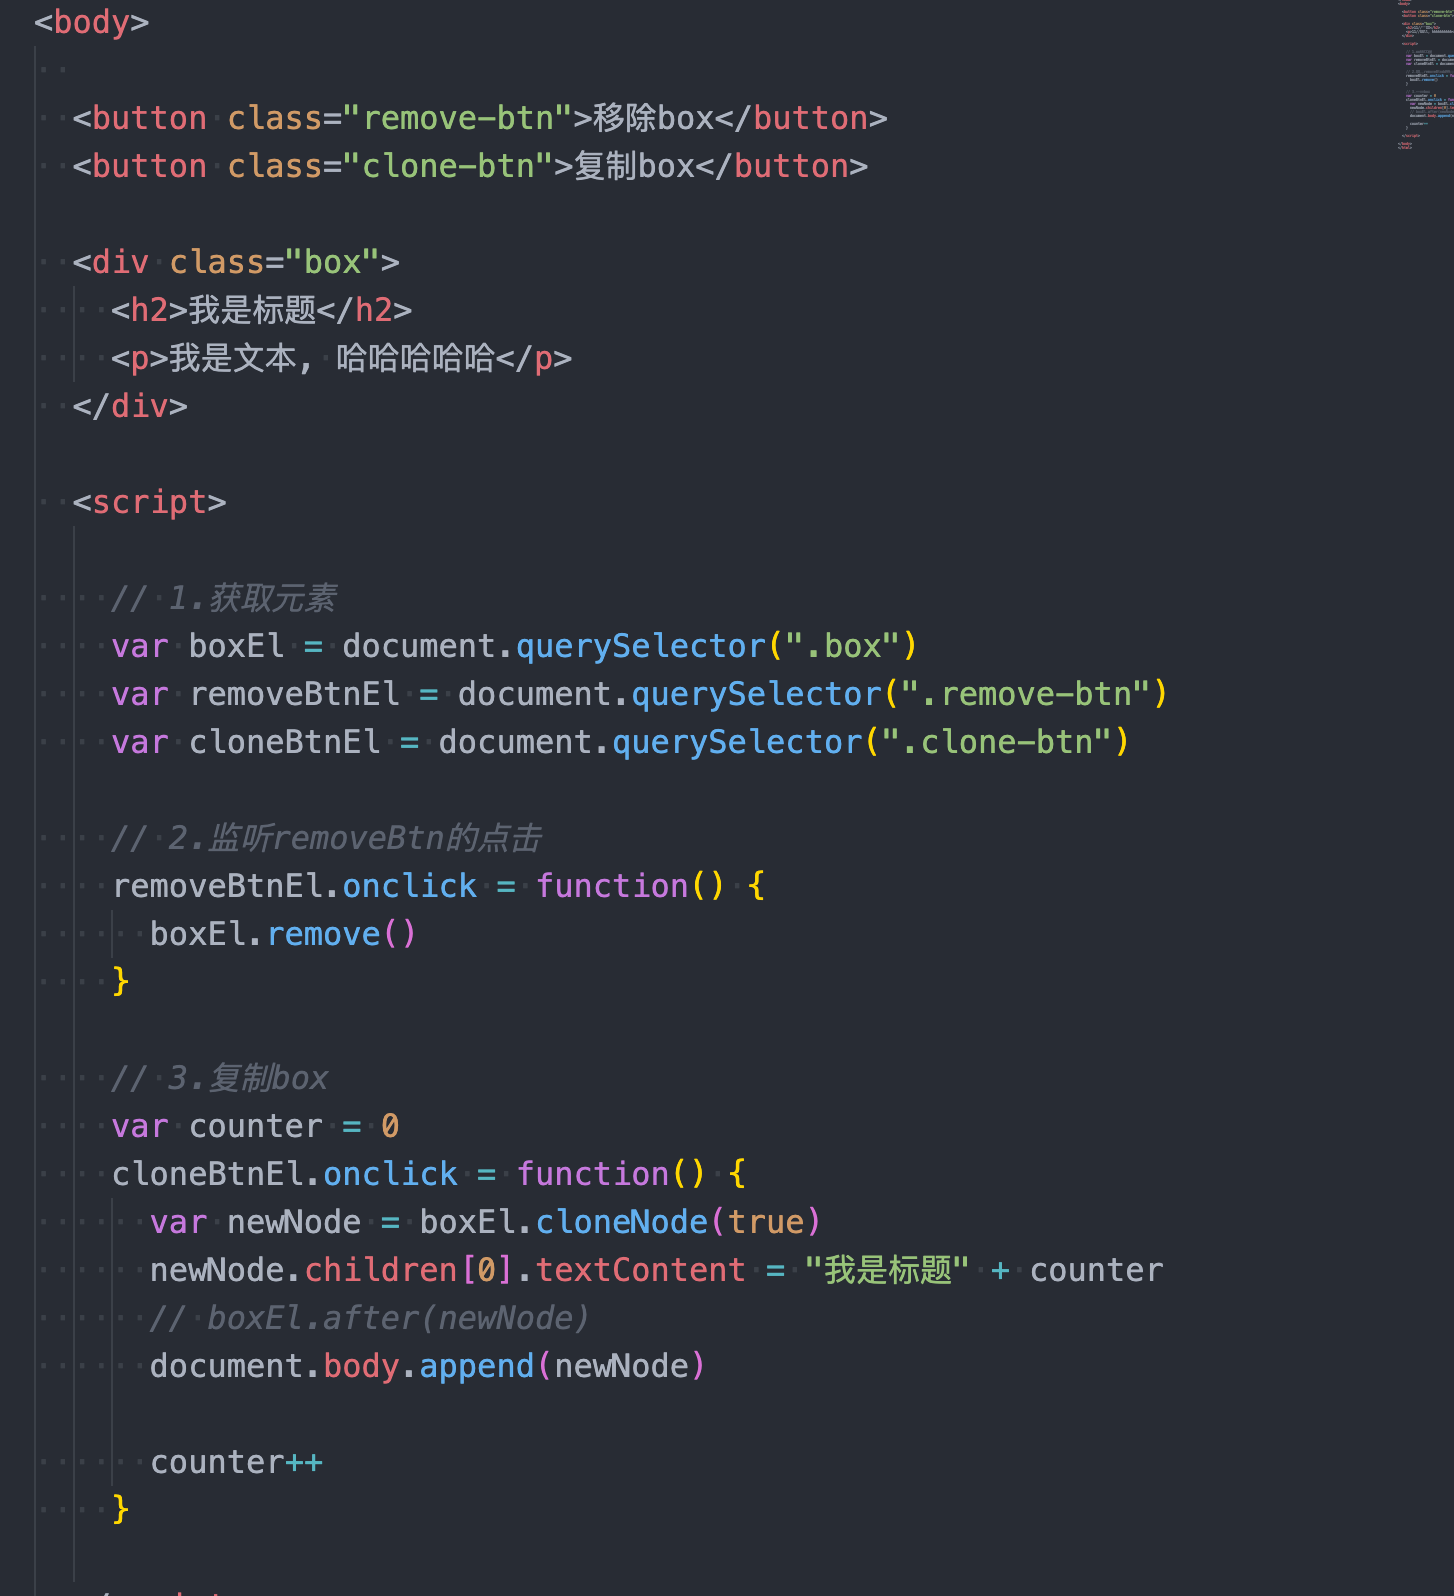 <body>
<button class="remove-btn">移除box</button>
<button class="clone-btn">复制box</button>
<div class="box">
<h2>我是标题</h2>
<p>我是文本, 哈哈哈哈哈</p>
</div>
<script>
// 1.获取元素
var boxEl = document.querySelector(".box")
var removeBtnEl = document.querySelector(".remove-btn")
var cloneBtnEl = document.querySelector(".clone-btn")
// 2.监听removeBtn的点击
removeBtnEl.onclick = function() {
boxEl.remove()
}
// 3.复制box
var counter = 0
cloneBtnEl.onclick = function() {
var newNode = boxEl.cloneNode(true)
newNode.children[0].textContent = "我是标题" + counter
// boxEl.after(newNode)
document.body.append(newNode)
counter++
}